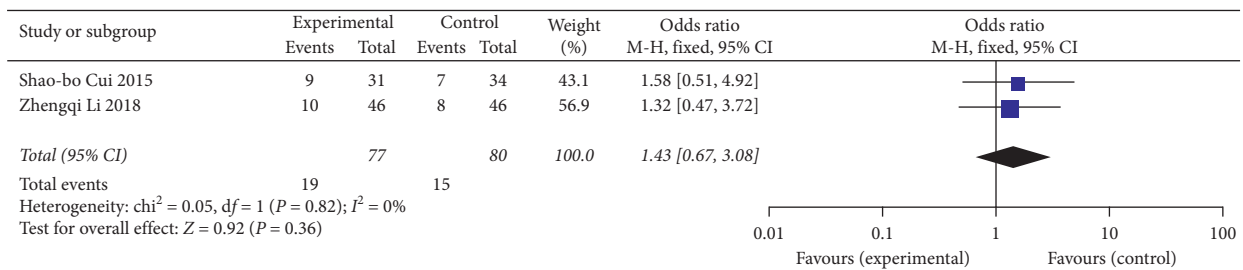 Study or subgroup Experimental Control Weight Odds ratio Odds ratio
Events Total Events Total (%) M-H, fixed, 95% CI M-H, fixed, 95% CI
Shao-bo Cui 2015 9 31 7 34 43.1 1.58 [0.51, 4.92]
Zhengqi Li 2018 10 46 8 46 56.9 1.32 [0.47, 3.72]
Total (95% CI) 77 80 100.0 1.43 [0.67, 3.08]
Total events 19 15
Heterogeneity: chi² = 0.05, df = 1 (P = 0.82); I² = 0%
Test for overall effect: Z = 0.92 (P = 0.36)
0.01 0.1 1 10 100
Favours (experimental) Favours (control)